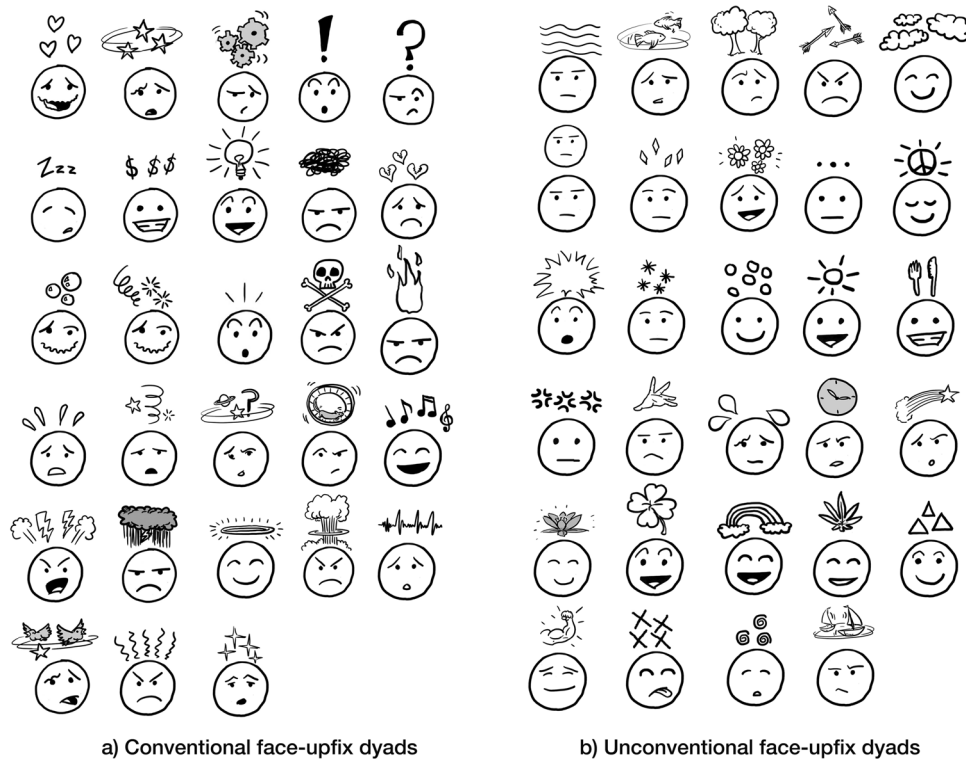 !
?
Zzz
$ $$
...
?
a) Conventional face-upfix dyads
b) Unconventional face-upfix dyads